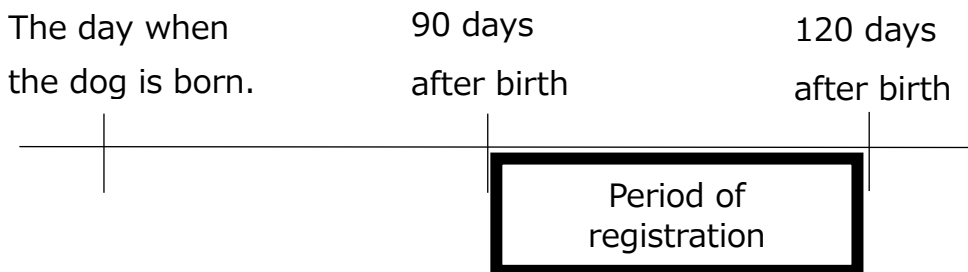 The day when
the dog is born.
90 days
after birth
120 days
after birth
Period of
registration